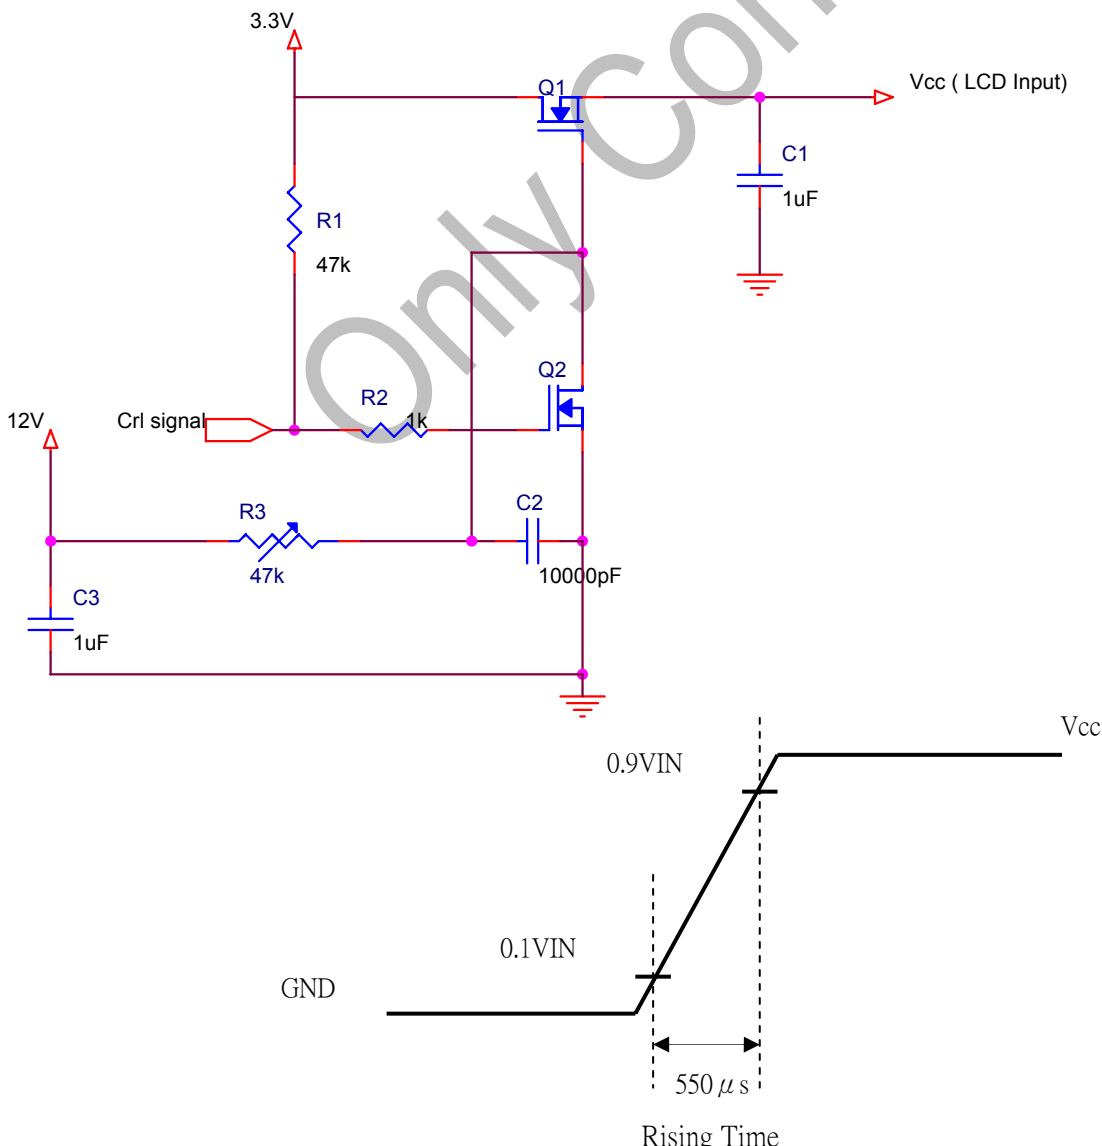 3.3V
Q1
Vcc ( LCD Input)
C1
1uF
R1
47k
Q2
R2
1k
12V
Crl signal
R3
47k
C2
10000pF
C3
1uF
Only Con
Vcc
0.9VIN
0.1VIN
GND
550 μ s
Rising Time